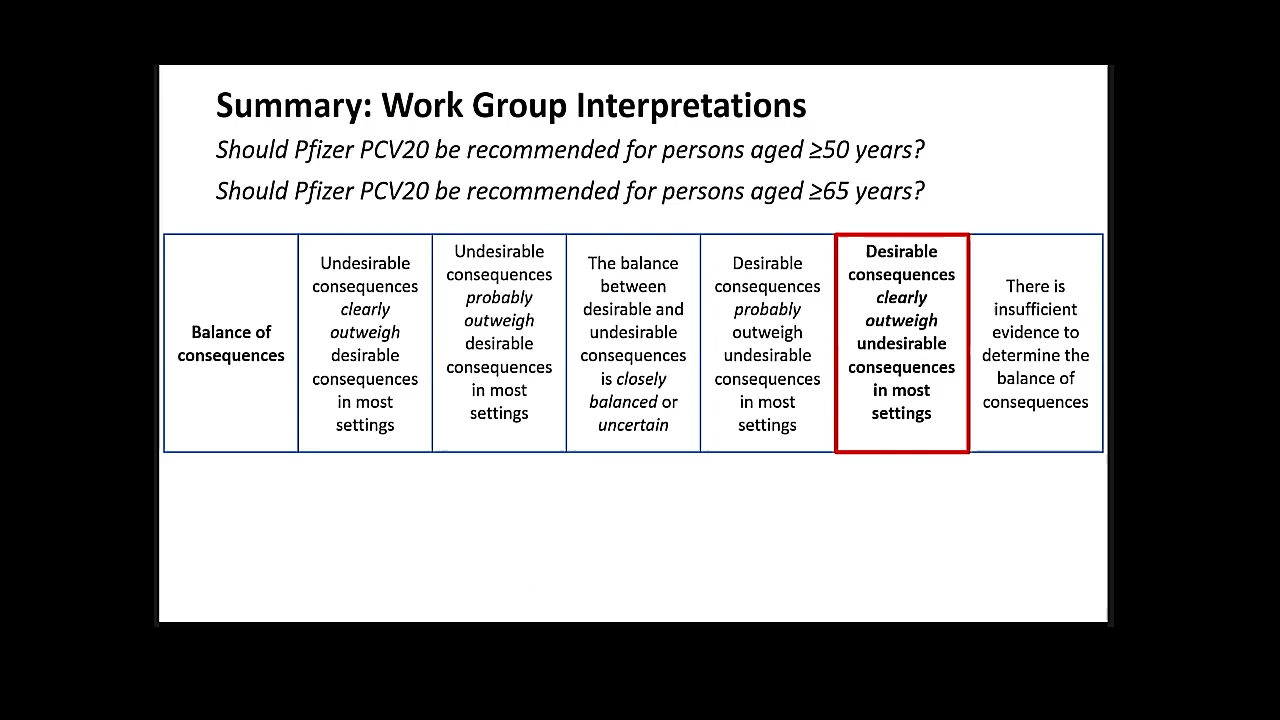 Summary: Work Group Interpretations
Should Pfizer PCV20 be recommended for persons aged ≥50 years?
Should Pfizer PCV20 be recommended for persons aged ≥65 years?
Balance of
consequences
Undesirable
consequences
clearly
outweigh
desirable
consequences
in most
settings
Undesirable
consequences
probably
outweigh
desirable
consequences
in most
settings
The balance
between
desirable and
undesirable
consequences
is closely
balanced or
uncertain
Desirable
consequences
probably
outweigh
undesirable
consequences
in most
settings
Desirable
consequences
clearly
outweigh
undesirable
consequences
in most
settings
There is
insufficient
evidence to
determine the
balance of
consequences